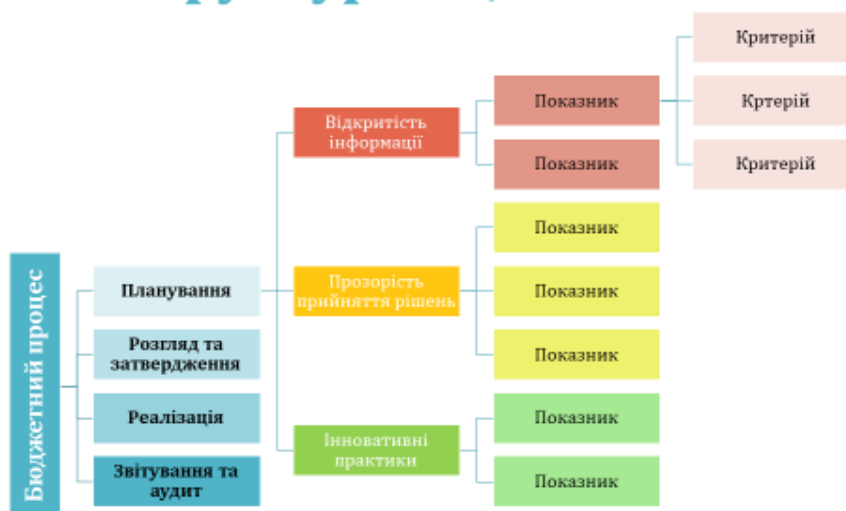 Критерій
Кртерій
Критерій
Показник
Показник
Відкритість
інформації
Показник
Показник
Показник
Прозорість
прийняття рішень
Показник
Показник
Інновативні
практики
Бюджетний процес
Планування
Розгляд та
затвердження
Реалізація
Звітування та
аудит